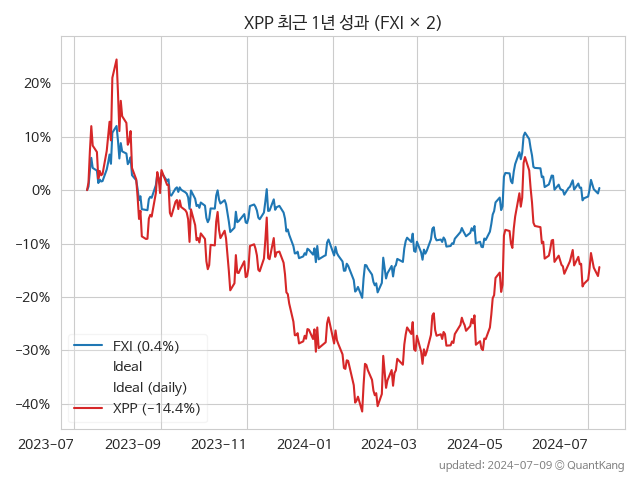 XPP 최근 1년 성과 (FXI × 2)
20%
10%
0%
−10%
−20%
−30%
−40%
FXI (0.4%)
Ideal
Ideal (daily)
XPP (−14.4%)
2023-07 2023-09 2023-11 2024-01 2024-03 2024-05 2024-07
updated: 2024-07-09 © QuantKang